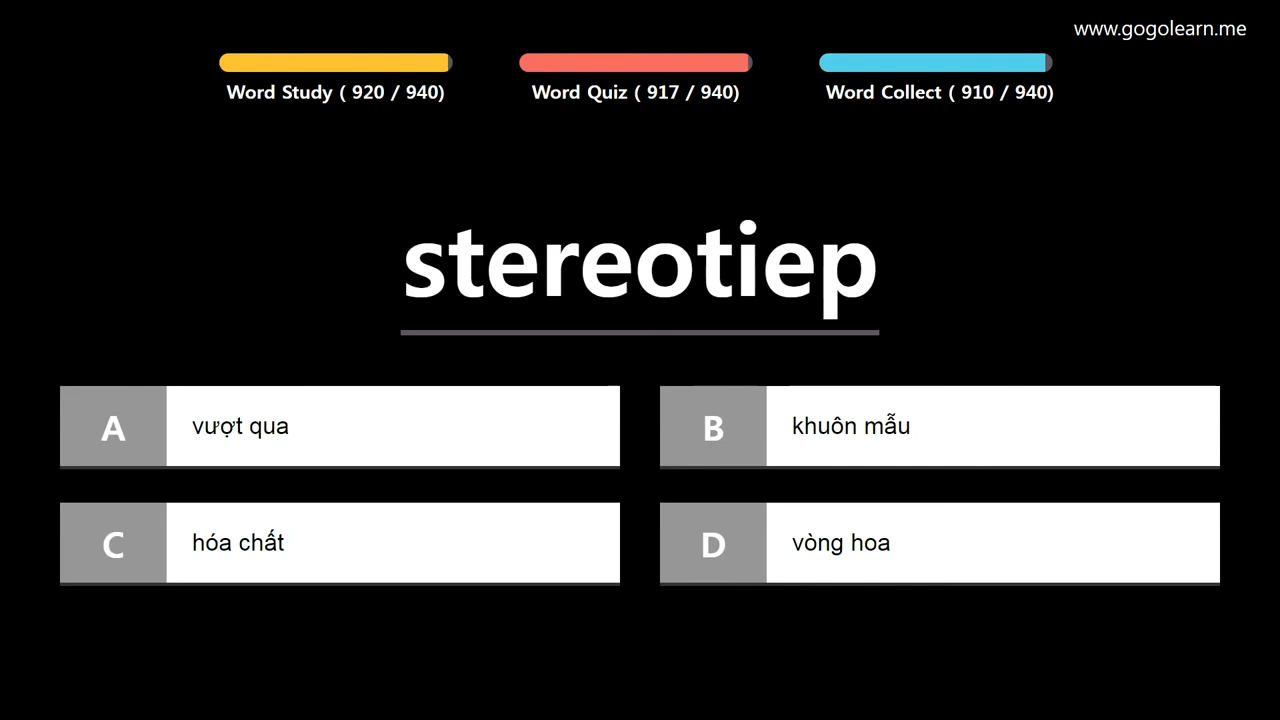 www.gogolearn.me
Word Study ( 920 / 940)
Word Quiz ( 917 / 940)
Word Collect ( 910 / 940)
stereotiep
A vượt qua
B khuôn mẫu
C hóa chất
D vòng hoa